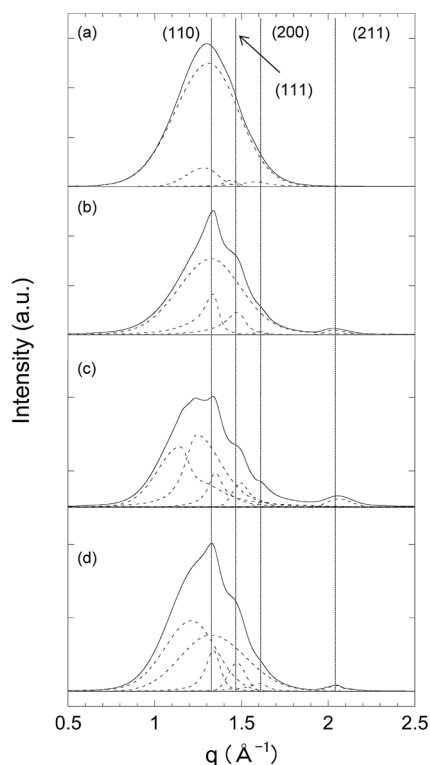 (a)
(110)
(200)
(211)
(111)
(b)
(c)
(d)
Intensity (a.u.)
0.5 1 1.5 2 2.5
q (Å⁻¹)